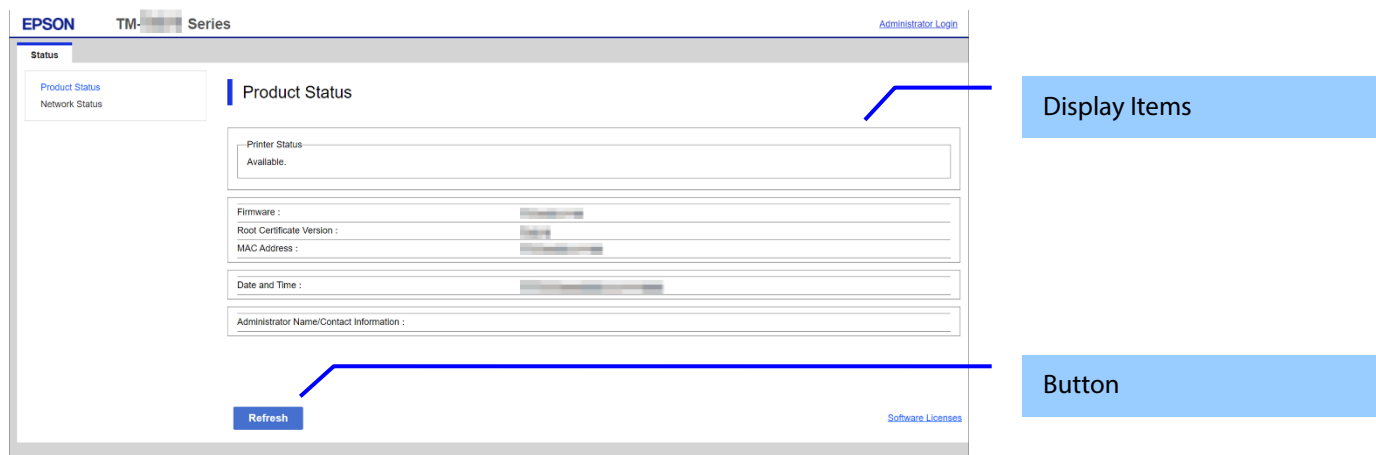 EPSON TM- Series Administrator Login
Status
Product Status
Network Status
Product Status
Display Items
Printer Status
Available.
Firmware :
Root Certificate Version :
MAC Address :
Date and Time :
Administrator Name/Contact Information :
Button
Refresh
Software Licenses